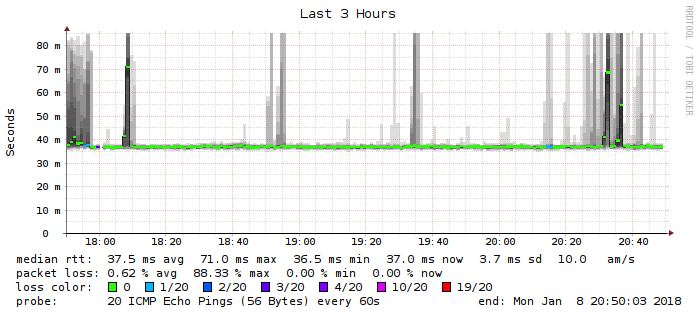 Last 3 Hours
RRDTOOL / TOBI OETIKER
Seconds
80 m
70 m
60 m
50 m
40 m
30 m
20 m
10 m
0
18:00 18:20 18:40 19:00 19:20 19:40 20:00 20:20 20:40
median rtt: 37.5 ms avg 71.0 ms max 36.5 ms min 37.0 ms now 3.7 ms sd 10.0 am/s
packet loss: 0.62 % avg 88.33 % max 0.00 % min 0.00 % now
loss color: 0 1/20 2/20 3/20 4/20 10/20 19/20
probe: 20 ICMP Echo Pings (56 Bytes) every 60s end: Mon Jan 8 20:50:03 2018